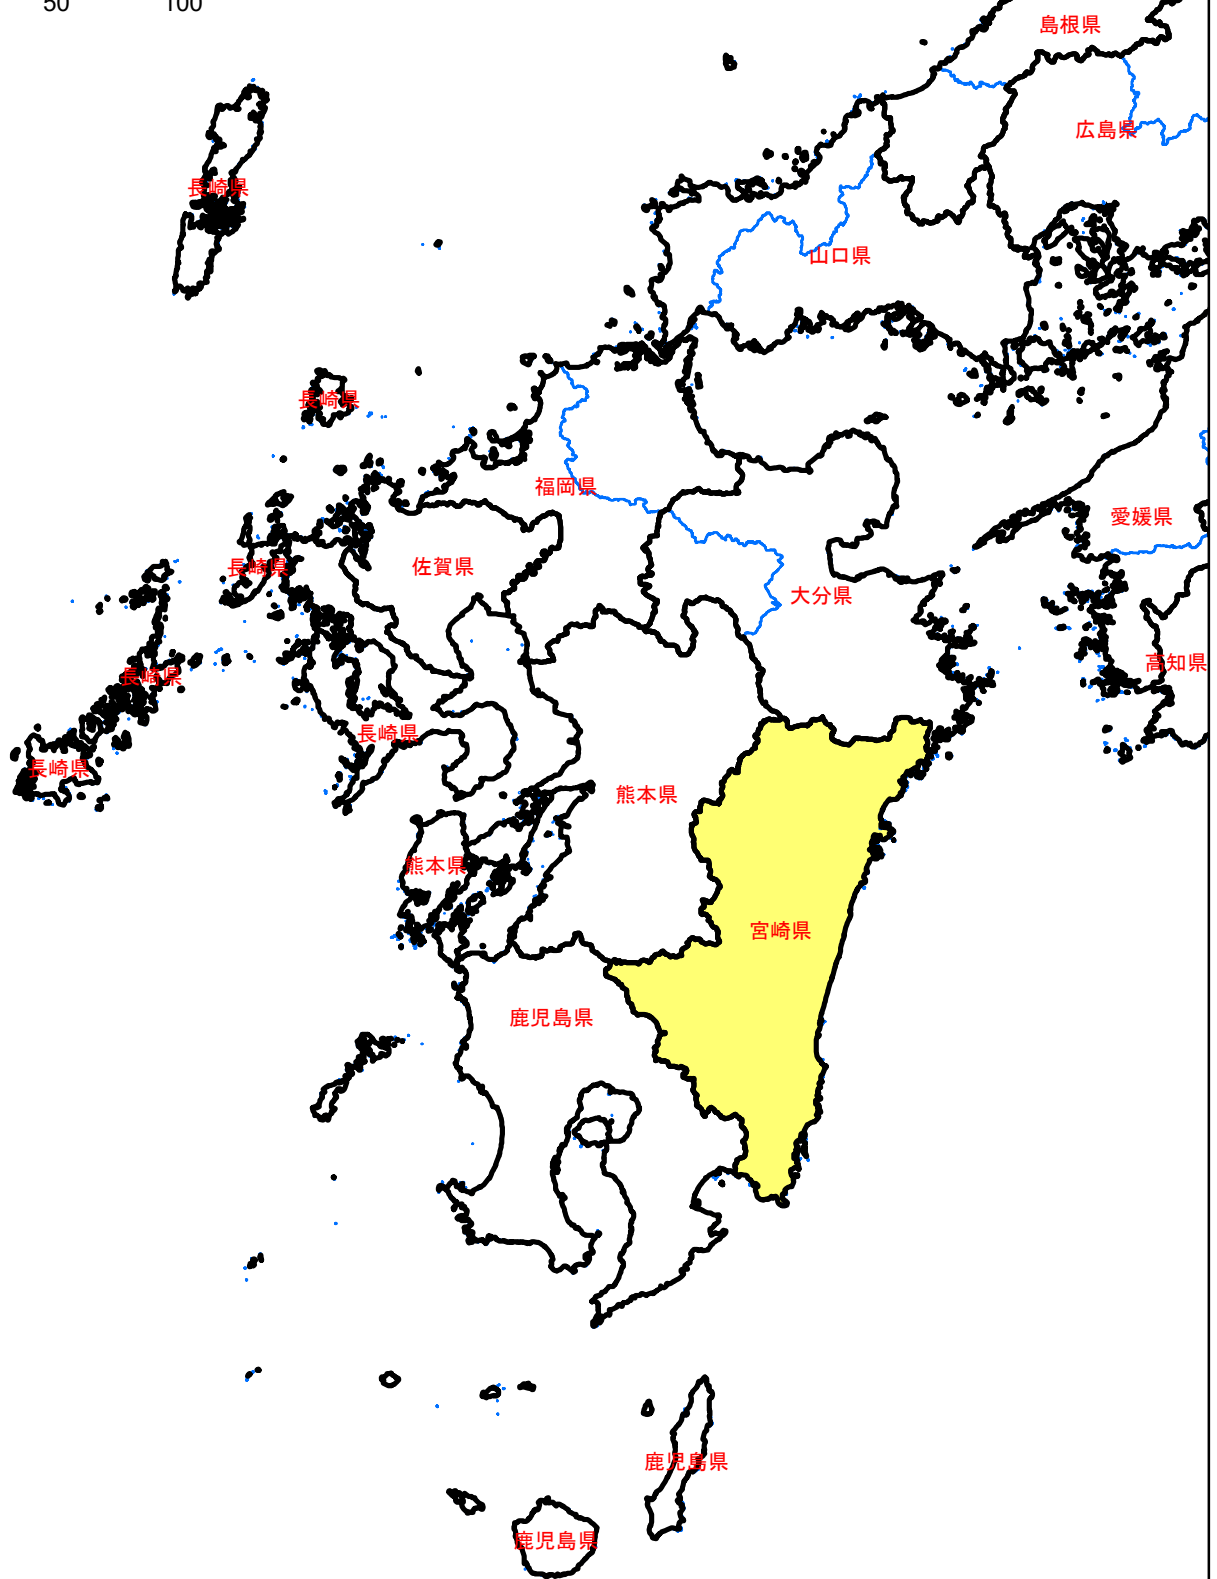 50 100
島根県
広島県
長崎県
山口県
長崎県
福岡県
愛媛県
佐賀県
長崎県
大分県
高知県
長崎県
長崎県
長崎県
熊本県
熊本県
宮崎県
鹿児島県
鹿児島県
鹿児島県